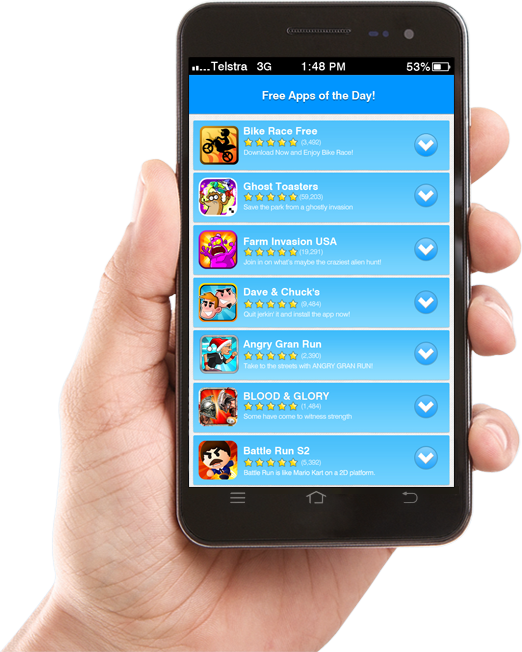 Telstra 3G 1:48 PM 53%
Free Apps of the Day!
Bike Race Free
(3,492)
Download Now and Enjoy Bike Race!
Ghost Toasters
(59,203)
Save the park from a ghostly invasion
Farm Invasion USA
(19,291)
Join in on what's maybe the craziest alien hunt!
Dave & Chuck's
(9,484)
Quit jerkin' it and install the app now!
Angry Gran Run
(2,390)
Take to the streets with ANGRY GRAN RUN!
BLOOD & GLORY
(1,484)
Some have come to witness strength
Battle Run S2
(5,392)
Battle Run is like Mario Kart on a 2D platform.